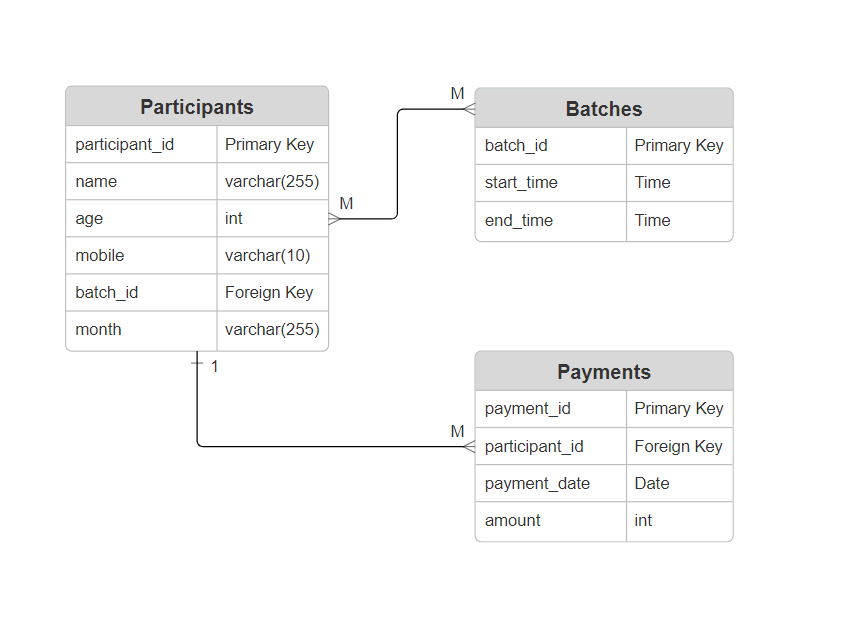 Participants
participant_id Primary Key
name varchar(255)
age int
mobile varchar(10)
batch_id Foreign Key
month varchar(255)
M
M
Batches
batch_id Primary Key
start_time Time
end_time Time
1
M
Payments
payment_id Primary Key
participant_id Foreign Key
payment_date Date
amount int